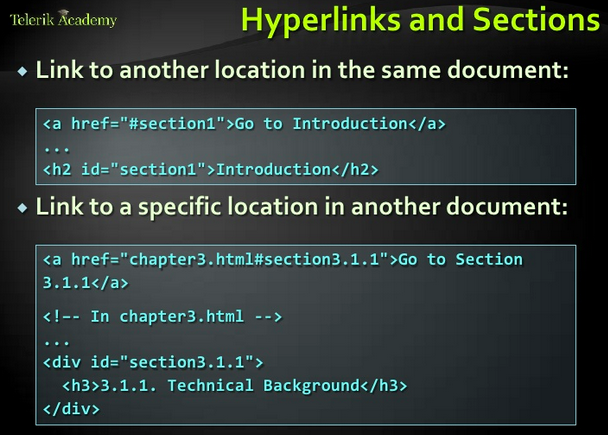 Telerik Academy
Hyperlinks and Sections
Link to another location in the same document:
<a href="#section1">Go to Introduction</a>
...
<h2 id="section1">Introduction</h2>
Link to a specific location in another document:
<a href="chapter3.html#section3.1.1">Go to Section
3.1.1</a>
<!–- In chapter3.html -->
...
<div id="section3.1.1">
  <h3>3.1.1. Technical Background</h3>
</div>